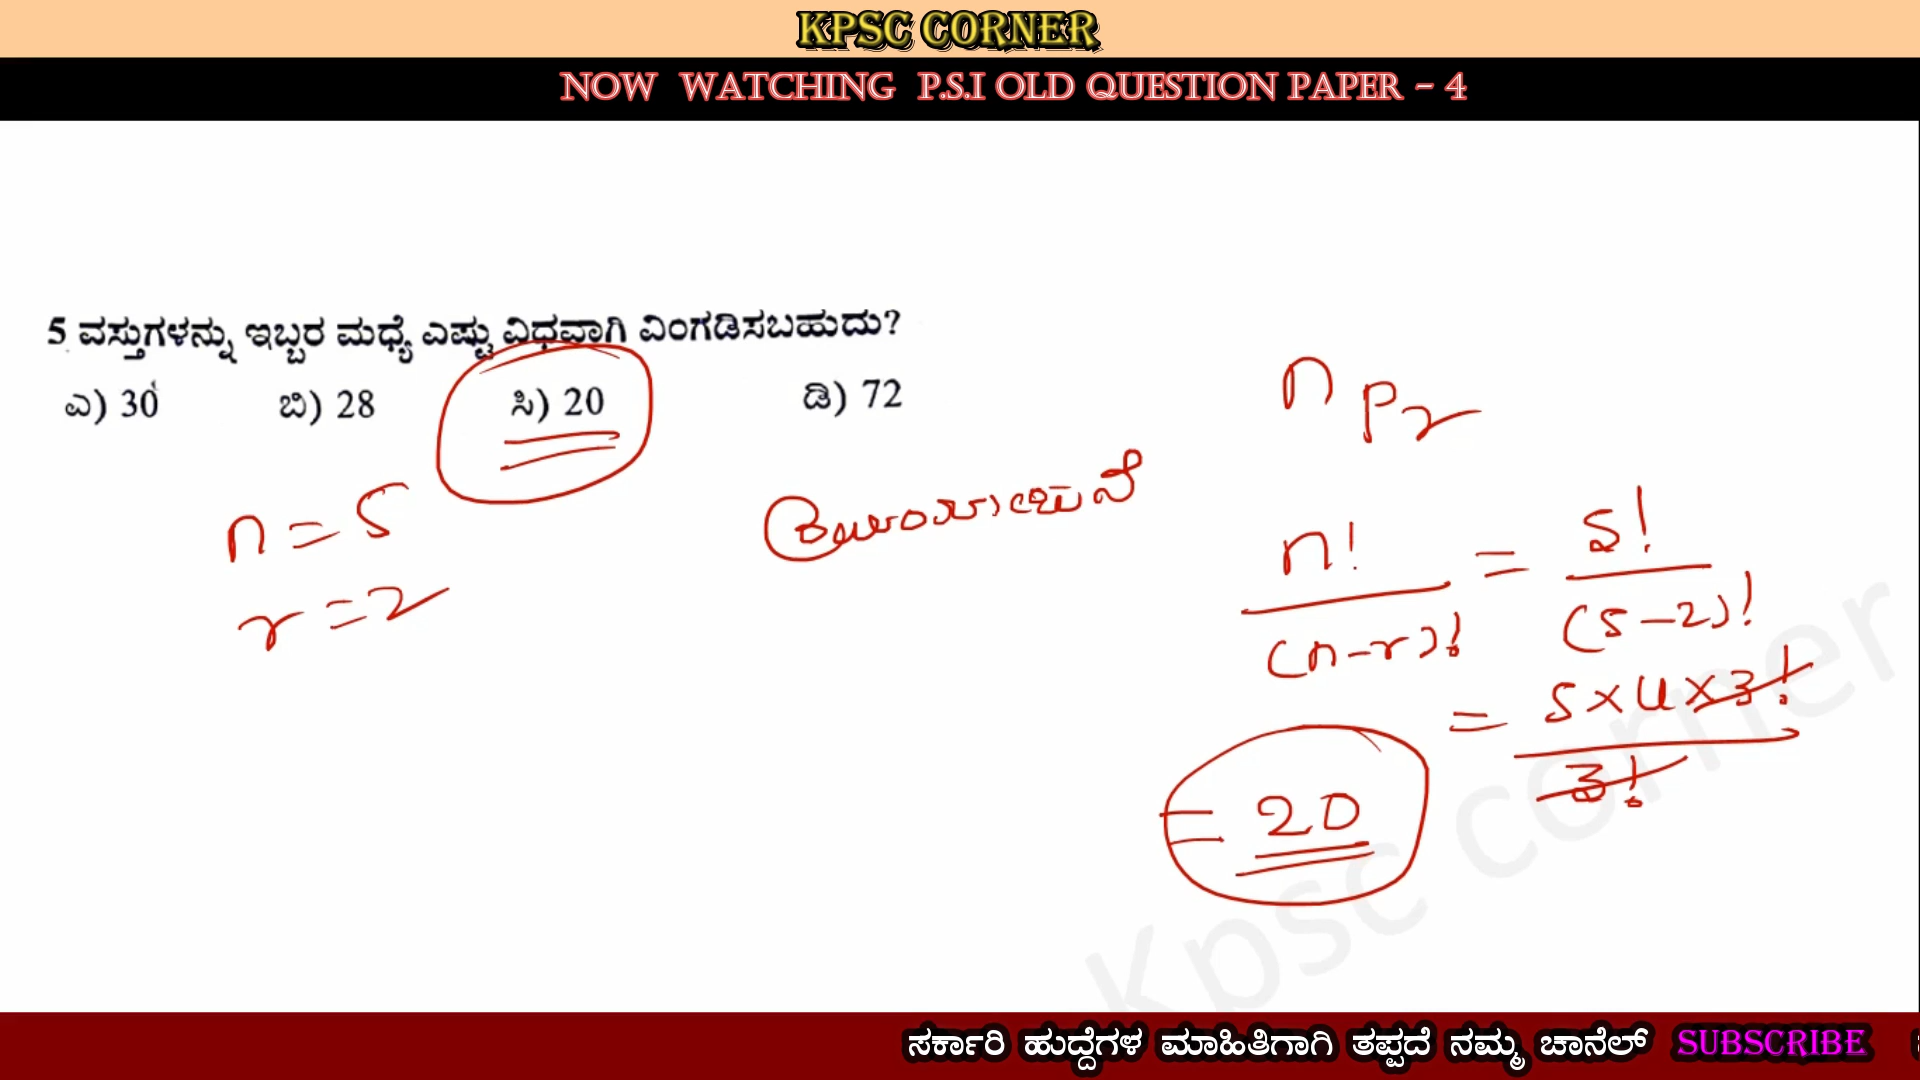 KPSC CORNER
NOW WATCHING P.S.I OLD QUESTION PAPER - 4
5 ವಸ್ತುಗಳನ್ನು ಇಬ್ಬರ ಮಧ್ಯೆ ಎಷ್ಟು ವಿಧವಾಗಿ ವಿಂಗಡಿಸಬಹುದು?
ಎ) 30 ಬಿ) 28 ಸಿ) 20 ಡಿ) 72
n = 5
r = 2
n P r
n! / (n-r)! = 5! / (5-2)!
= 5 x 4 x 3! / 3!
= 20
Kpsc corner
ಸರ್ಕಾರಿ ಹುದ್ದೆಗಳ ಮಾಹಿತಿಗಾಗಿ ತಪ್ಪದೆ ನಮ್ಮ ಚಾನೆಲ್ SUBSCRIBE